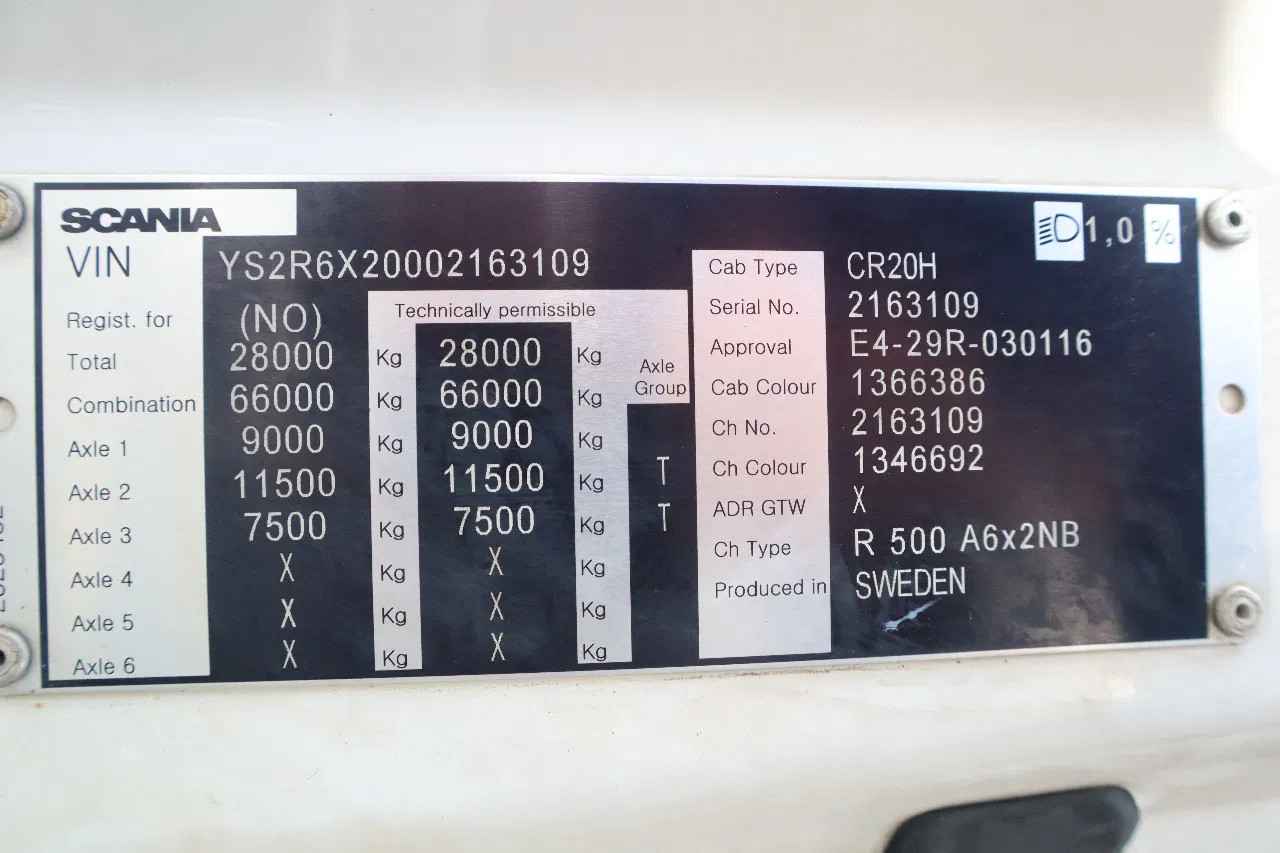 SCANIA
1,0 %
VIN YS2R6X20002163109
Regist. for (NO) Technically permissible
Total 28000 Kg 28000 Kg Axle Group
Combination 66000 Kg 66000 Kg
Axle 1 9000 Kg 9000 Kg
Axle 2 11500 Kg 11500 Kg T
Axle 3 7500 Kg 7500 Kg T
Axle 4 X Kg X Kg
Axle 5 X Kg X Kg
Axle 6 X Kg X Kg
Cab Type CR20H
Serial No. 2163109
Approval E4-29R-030116
Cab Colour 1366386
Ch No. 2163109
Ch Colour 1346692
ADR GTW X
Ch Type R 500 A6x2NB
Produced in SWEDEN